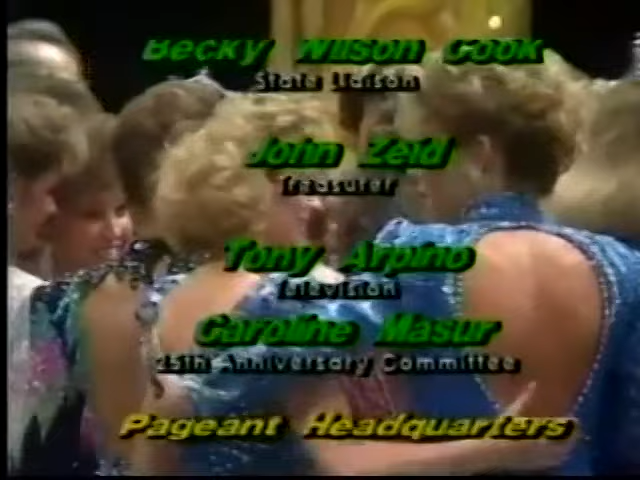 Becky Wilson Cook
State Liaison
John Zeid
Treasurer
Tony Arpino
Television
Caroline Masur
25th Anniversary Committee
Pageant Headquarters